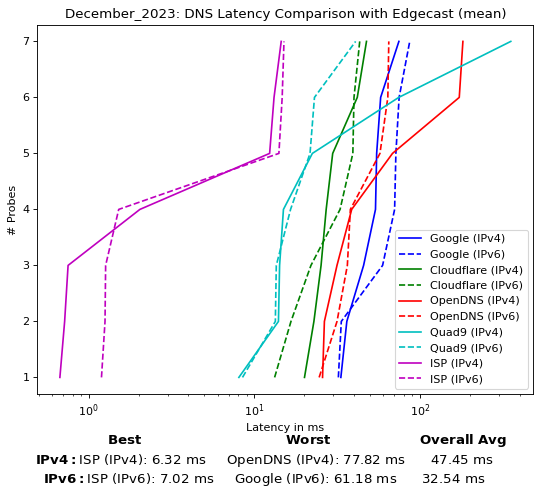 December_2023: DNS Latency Comparison with Edgecast (mean)
# Probes
7
6
5
4
3
2
1
Google (IPv4)
Google (IPv6)
Cloudflare (IPv4)
Cloudflare (IPv6)
OpenDNS (IPv4)
OpenDNS (IPv6)
Quad9 (IPv4)
Quad9 (IPv6)
ISP (IPv4)
ISP (IPv6)
10^0 10^1 10^2
Latency in ms
Best Worst Overall Avg
IPv4: ISP (IPv4): 6.32 ms OpenDNS (IPv4): 77.82 ms 47.45 ms
IPv6: ISP (IPv6): 7.02 ms Google (IPv6): 61.18 ms 32.54 ms